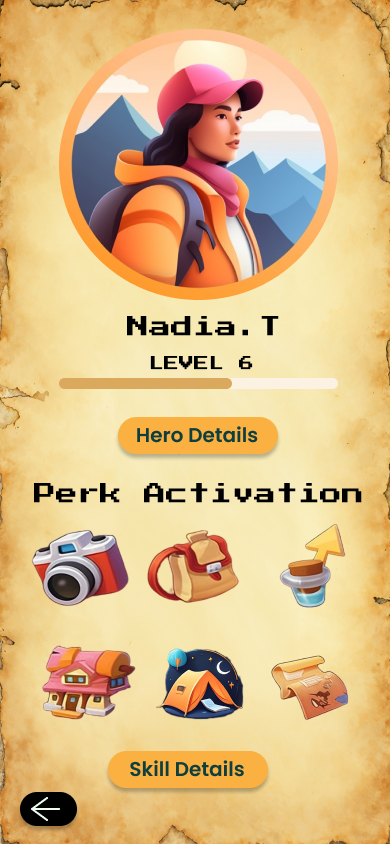 Nadia.T
LEVEL 6
Hero Details
Perk Activation
Skill Details